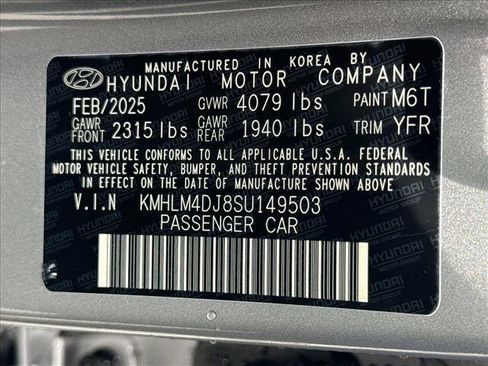 MANUFACTURED IN KOREA BY
HYUNDAI MOTOR COMPANY
FEB/2025 GVWR 4079 lbs PAINT M6T
GAWR FRONT 2315 lbs GAWR REAR 1940 lbs TRIM YFR
THIS VEHICLE CONFORMS TO ALL APPLICABLE U.S.A. FEDERAL
MOTOR VEHICLE SAFETY, BUMPER, AND THEFT PREVENTION STANDARDS
IN EFFECT ON THE DATE OF MANUFACTURE SHOWN ABOVE.
V.I.N KMHLM4DJ8SU149503
PASSENGER CAR